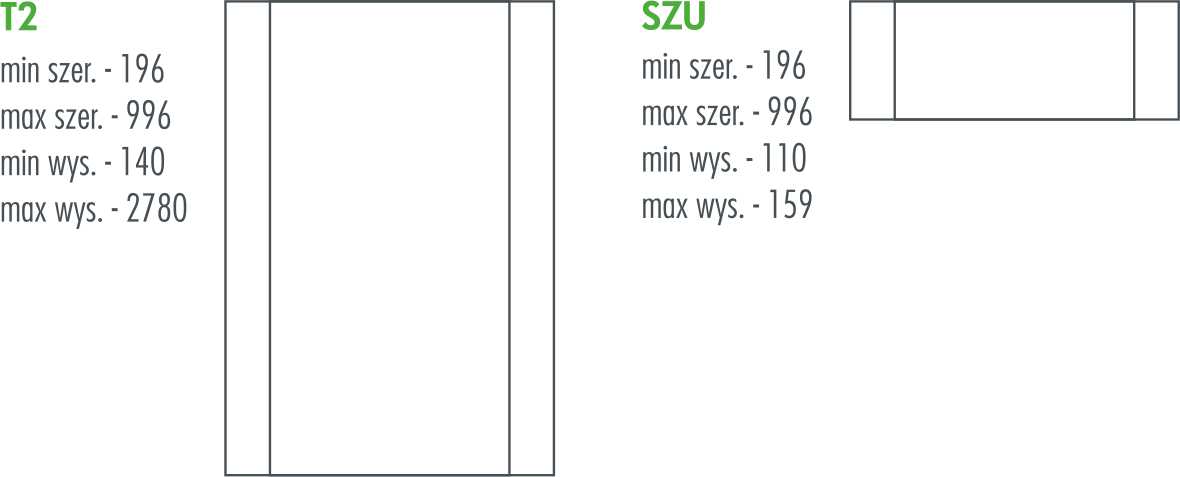 T2
min szer. - 196
max szer. - 996
min wys. - 140
max wys. - 2780
SZU
min szer. - 196
max szer. - 996
min wys. - 110
max wys. - 159